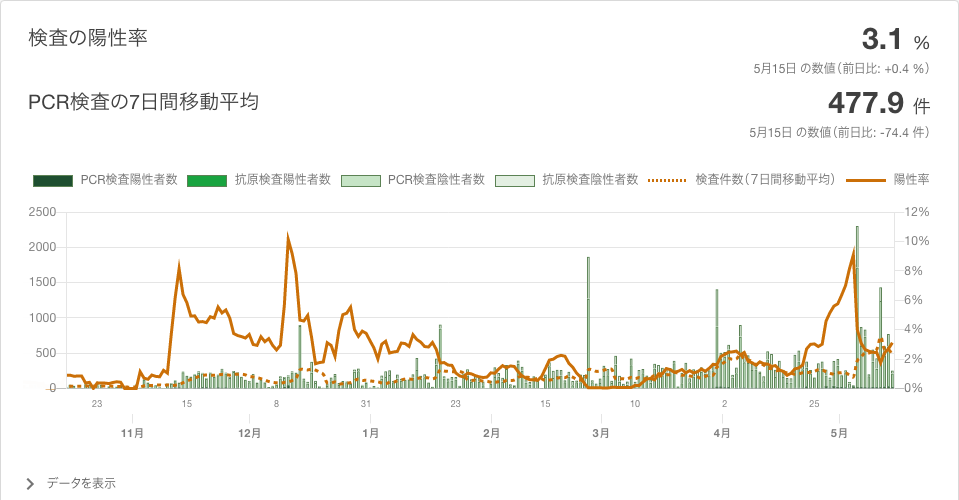 検査の陽性率
3.1 %
5月15日 の数値（前日比: +0.4 %）
PCR検査の7日間移動平均
477.9 件
5月15日 の数値（前日比: -74.4 件）
PCR検査陽性者数 抗原検査陽性者数 PCR検査陰性者数 抗原検査陰性者数 検査件数（7日間移動平均） 陽性率
2500 12%
2000 10%
1500 8%
1000 6%
500 4%
0 2%
0%
23 15 8 31 23 15 10 2 25
11月 12月 1月 2月 3月 4月 5月
データを表示